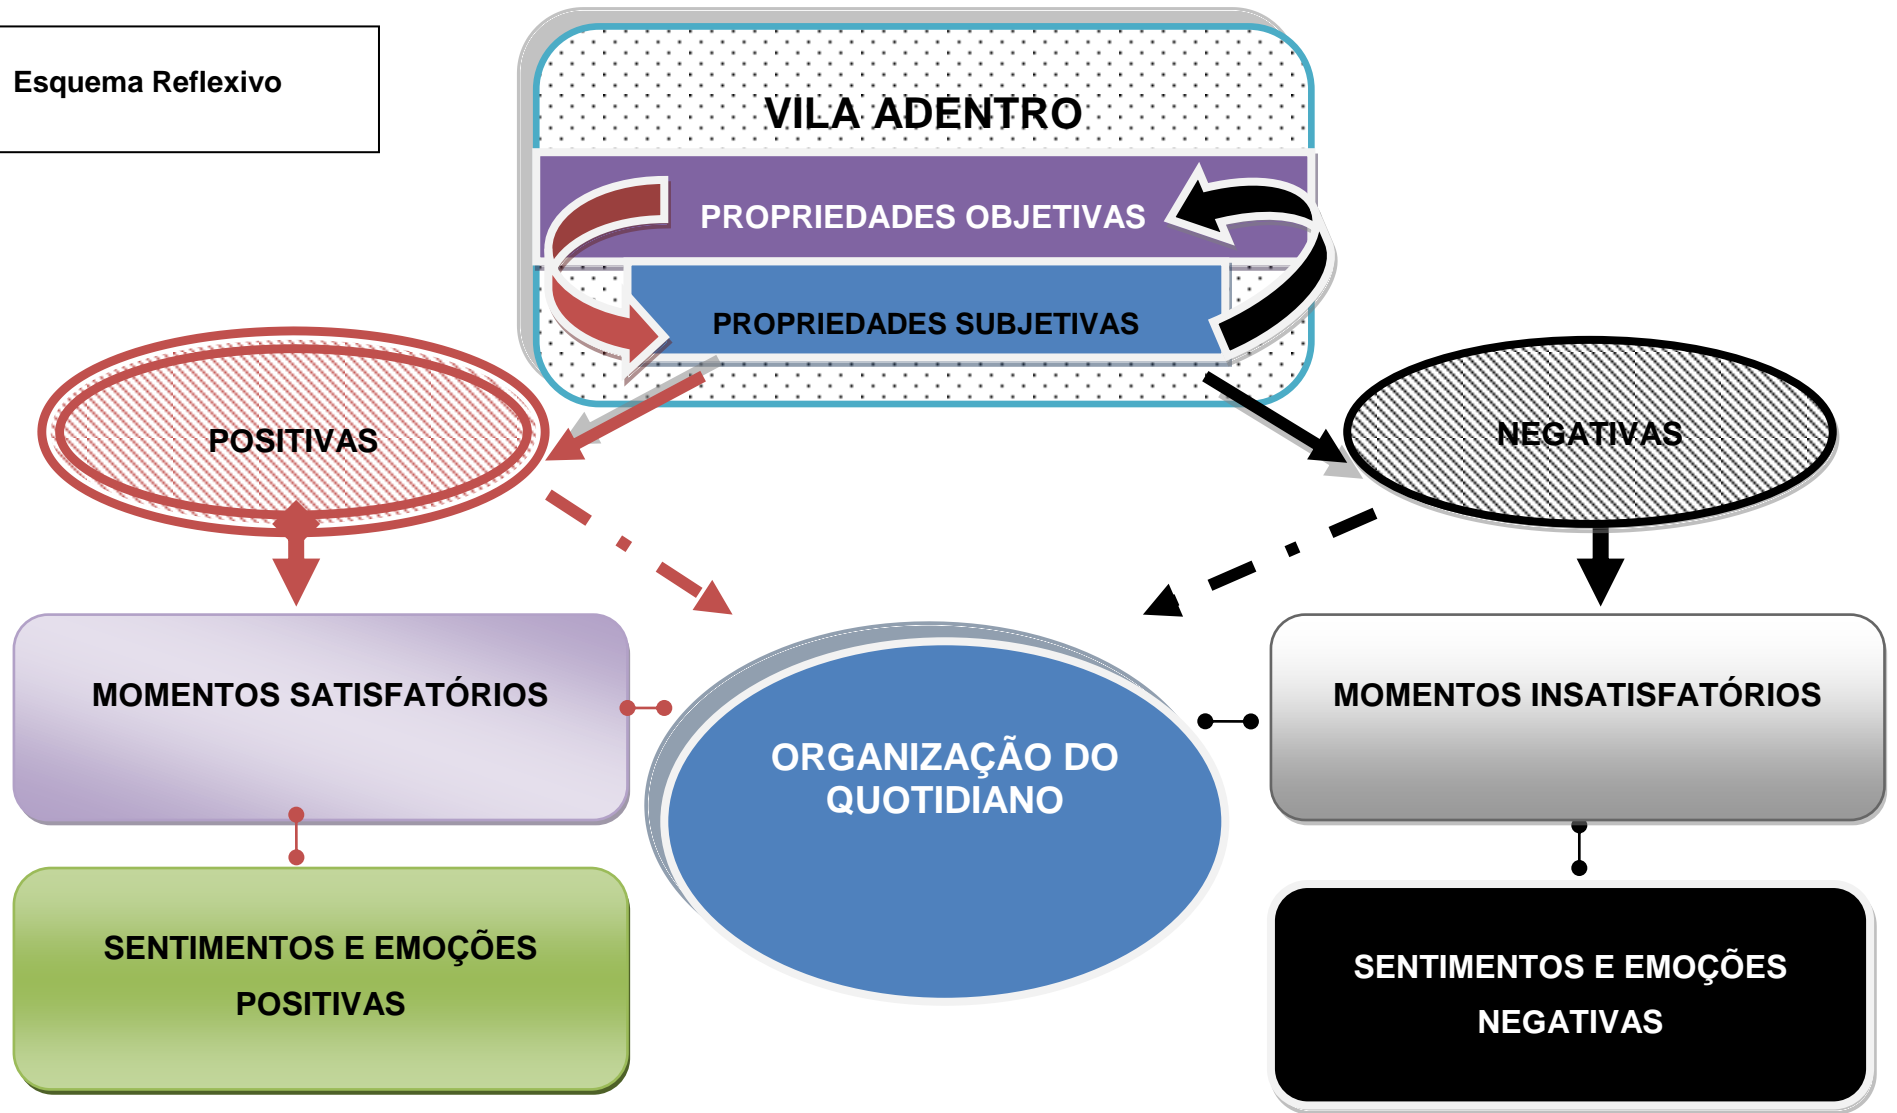 Esquema Reflexivo
VILA ADENTRO
PROPRIEDADES OBJETIVAS
PROPRIEDADES SUBJETIVAS
POSITIVAS
NEGATIVAS
MOMENTOS SATISFATÓRIOS
MOMENTOS INSATISFATÓRIOS
ORGANIZAÇÃO DO
QUOTIDIANO
SENTIMENTOS E EMOÇÕES
POSITIVAS
SENTIMENTOS E EMOÇÕES
NEGATIVAS